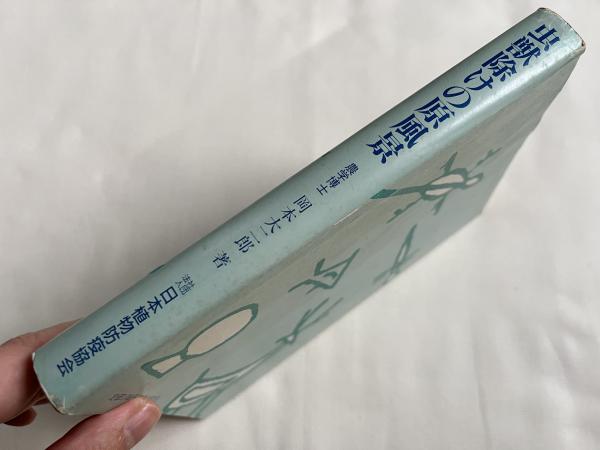 虫獣除けの原風景
農学博士 岡本大二郎 著
社団法人 日本植物防疫協会